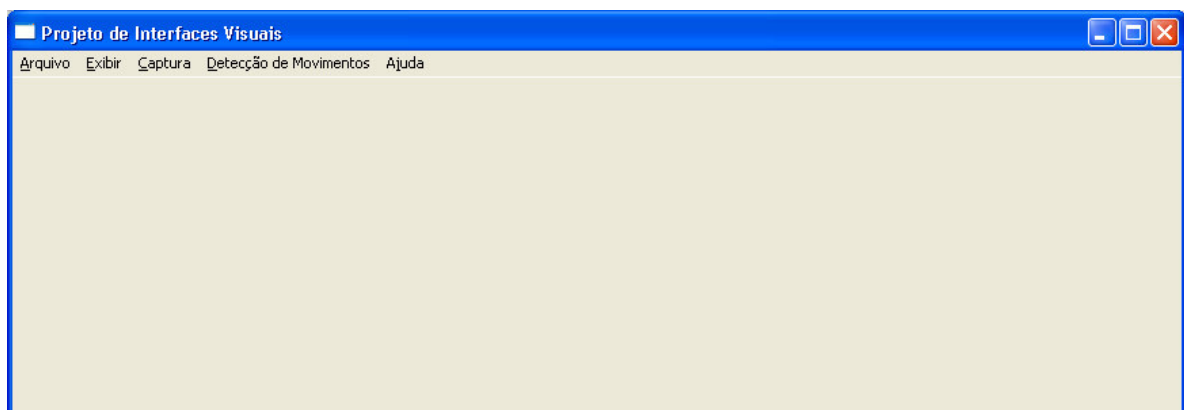 Projeto de Interfaces Visuais
Arquivo Exibir Captura Detecção de Movimentos Ajuda